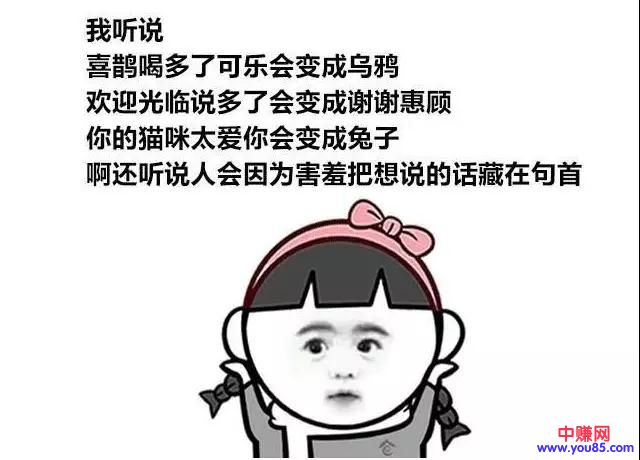 我听说
喜鹊喝多了可乐会变成乌鸦
欢迎光临说多了会变成谢谢惠顾
你的猫咪太爱你会变成兔子
啊还听说人会因为害羞把想说的话藏在句首
中赚网
www.you85.com